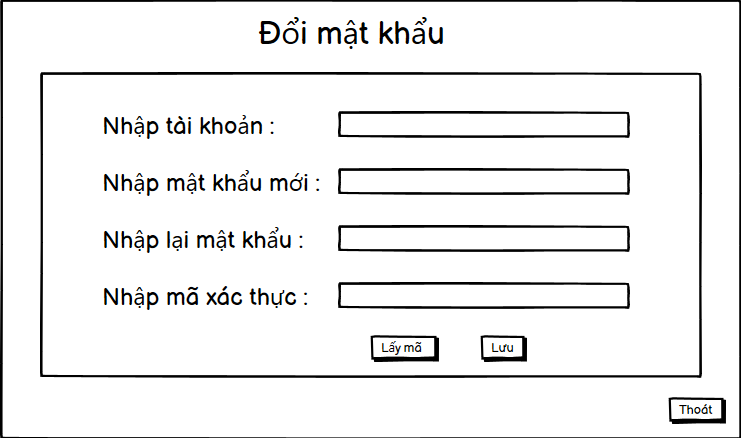 Đổi mật khẩu
Nhập tài khoản :
Nhập mật khẩu mới :
Nhập lại mật khẩu :
Nhập mã xác thực :
Lấy mã
Lưu
Thoát